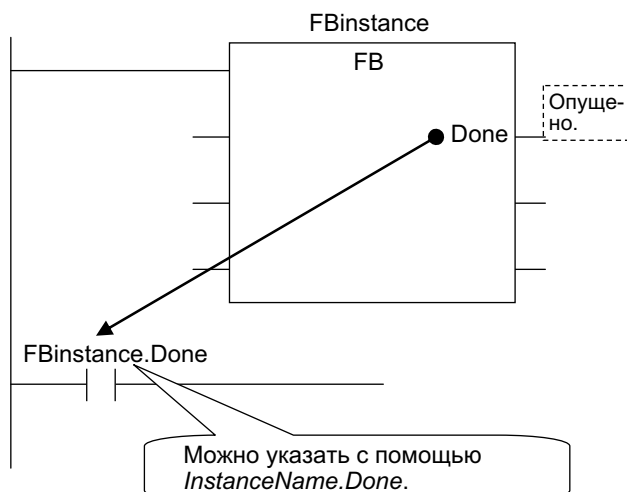 FBinstance
FB
Опуще-
но.
Done
FBinstance.Done
Можно указать с помощью
InstanceName.Done.